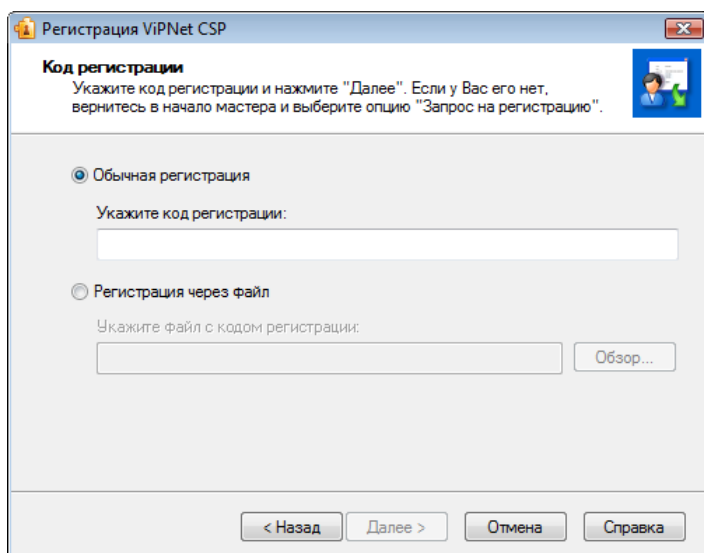 Регистрация ViPNet CSP
Код регистрации
Укажите код регистрации и нажмите "Далее". Если у Вас его нет,
вернитесь в начало мастера и выберите опцию "Запрос на регистрацию".
Обычная регистрация
Укажите код регистрации:
Регистрация через файл
Укажите файл с кодом регистрации:
Обзор...
< Назад Далее > Отмена Справка